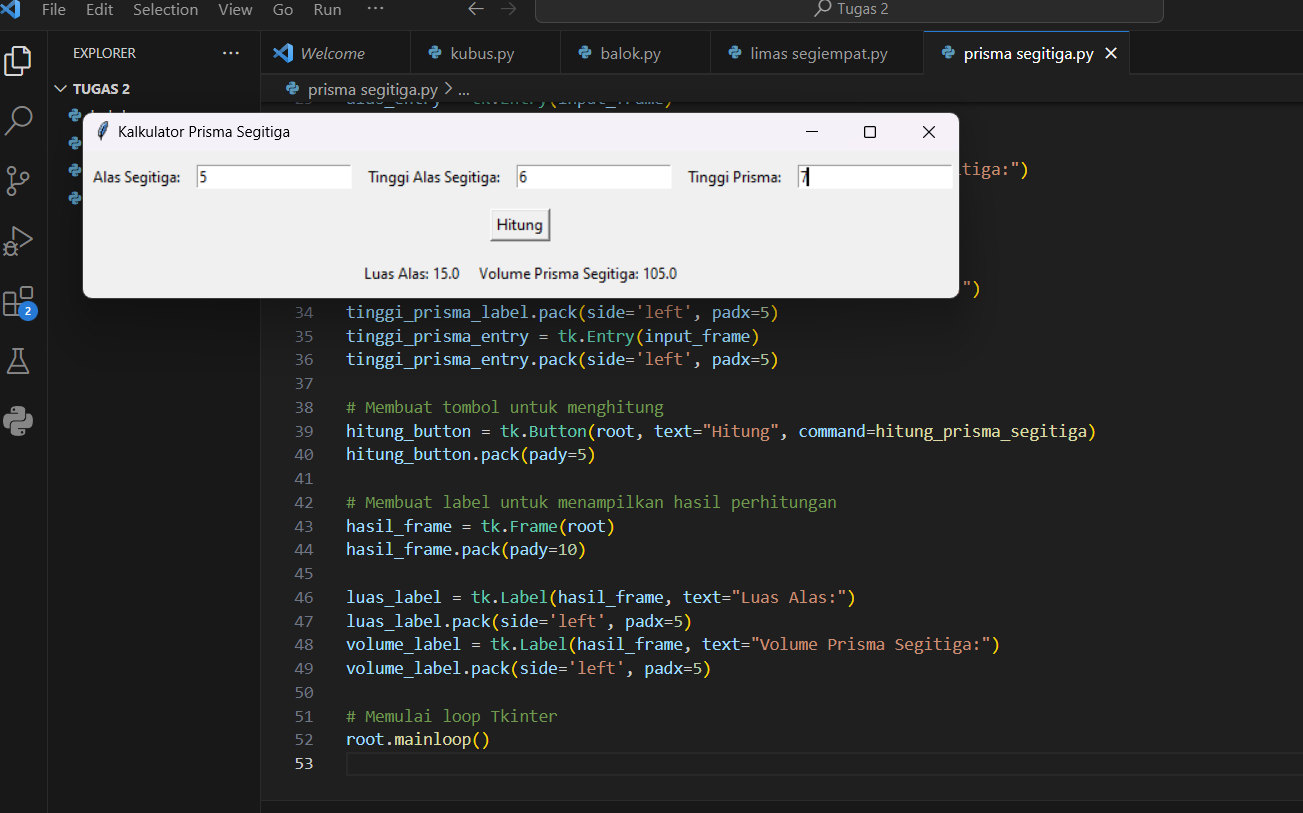 File Edit Selection View Go Run ··· ← → Tugas 2
EXPLORER ···
Welcome kubus.py balok.py limas segiempat.py prisma segitiga.py
TUGAS 2
prisma segitiga.py > ...
Kalkulator Prisma Segitiga
Alas Segitiga: 5 Tinggi Alas Segitiga: 6 Tinggi Prisma: 7
Hitung
Luas Alas: 15.0 Volume Prisma Segitiga: 105.0
tiga:")
")
2
34 tinggi_prisma_label.pack(side='left', padx=5)
35 tinggi_prisma_entry = tk.Entry(input_frame)
36 tinggi_prisma_entry.pack(side='left', padx=5)
37
38 # Membuat tombol untuk menghitung
39 hitung_button = tk.Button(root, text="Hitung", command=hitung_prisma_segitiga)
40 hitung_button.pack(pady=5)
41
42 # Membuat label untuk menampilkan hasil perhitungan
43 hasil_frame = tk.Frame(root)
44 hasil_frame.pack(pady=10)
45
46 luas_label = tk.Label(hasil_frame, text="Luas Alas:")
47 luas_label.pack(side='left', padx=5)
48 volume_label = tk.Label(hasil_frame, text="Volume Prisma Segitiga:")
49 volume_label.pack(side='left', padx=5)
50
51 # Memulai loop Tkinter
52 root.mainloop()
53